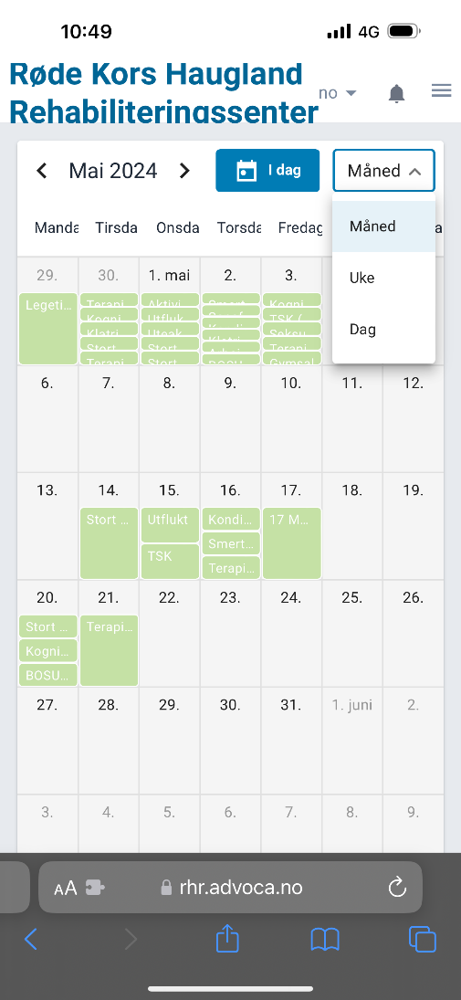 10:49
4G
Røde Kors Haugland
Rehabiliteringssenter
no
Mai 2024
I dag
Måned
Måned
Uke
Dag
Manda Tirsda Onsda Torsda Fredag
29. 30. 1. mai 2. 3.
Legeti... Terapi Aktivi Smert Kogni
Kogni Utfluk TSK (
Klatri Uteak Kondi Seksu
Stort Stort Klatri Terapi
Terapi Stort BOSU Gymsal
6. 7. 8. 9. 10. 11. 12.
13. 14. 15. 16. 17. 18. 19.
Stort ... Utflukt Kondi... 17 M...
TSK Smert...
Terapi...
20. 21. 22. 23. 24. 25. 26.
Stort ... Terapi...
Kogni...
BOSU...
27. 28. 29. 30. 31. 1. juni 2.
3. 4. 5. 6. 7. 8. 9.
AA rhr.advoca.no